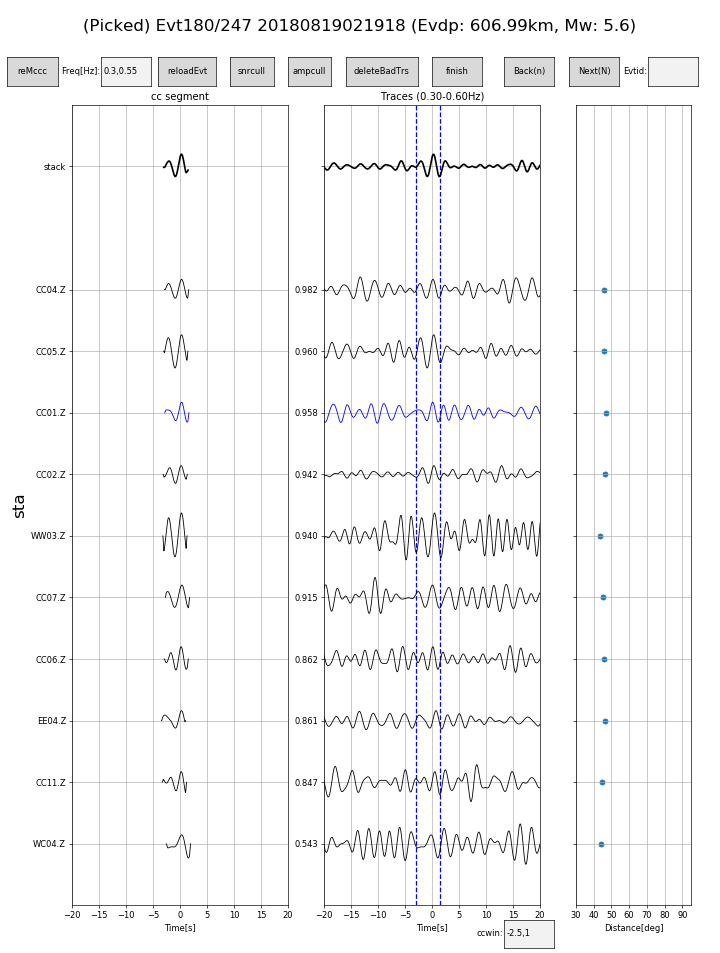 (Picked) Evt180/247 20180819021918 (Evdp: 606.99km, Mw: 5.6)
reMccc Freq[Hz]: 0.3,0.55 reloadEvt snrcull ampcull deleteBadTrs finish Back(n) Next(N) Evtid:
cc segment Traces (0.30-0.60Hz)
stack
CC04.Z 0.982
CC05.Z 0.960
CC01.Z 0.958
CC02.Z 0.942
sta
WW03.Z 0.940
CC07.Z 0.915
CC06.Z 0.862
EE04.Z 0.861
CC11.Z 0.847
WC04.Z 0.543
−20 −15 −10 −5 0 5 10 15 20 −20 −15 −10 −5 0 5 10 15 20 30 40 50 60 70 80 90
Time[s] Time[s] Distance[deg]
ccwin: -2.5,1